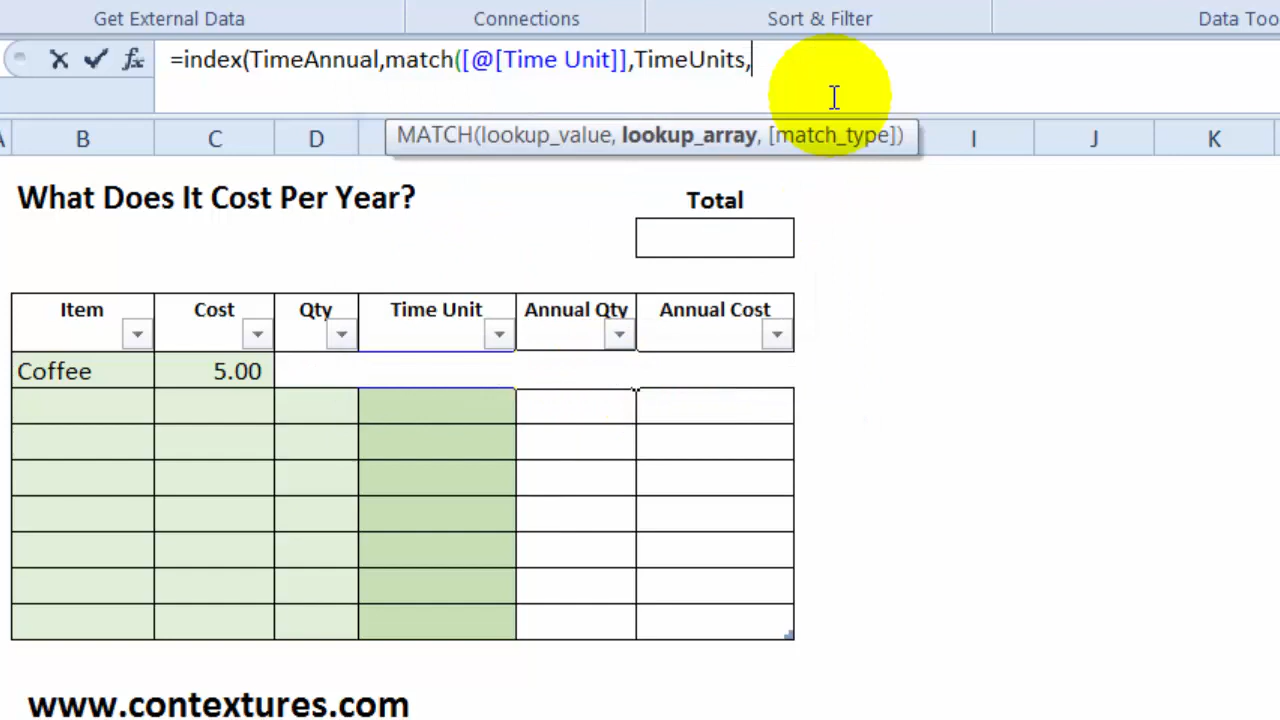 Get External Data Connections Sort & Filter Data Too
fx =index(TimeAnnual,match([@[Time Unit]],TimeUnits,
MATCH(lookup_value, lookup_array, [match_type])
B C D I J K
What Does It Cost Per Year? Total
Item Cost Qty Time Unit Annual Qty Annual Cost
Coffee 5.00
www.contextures.com